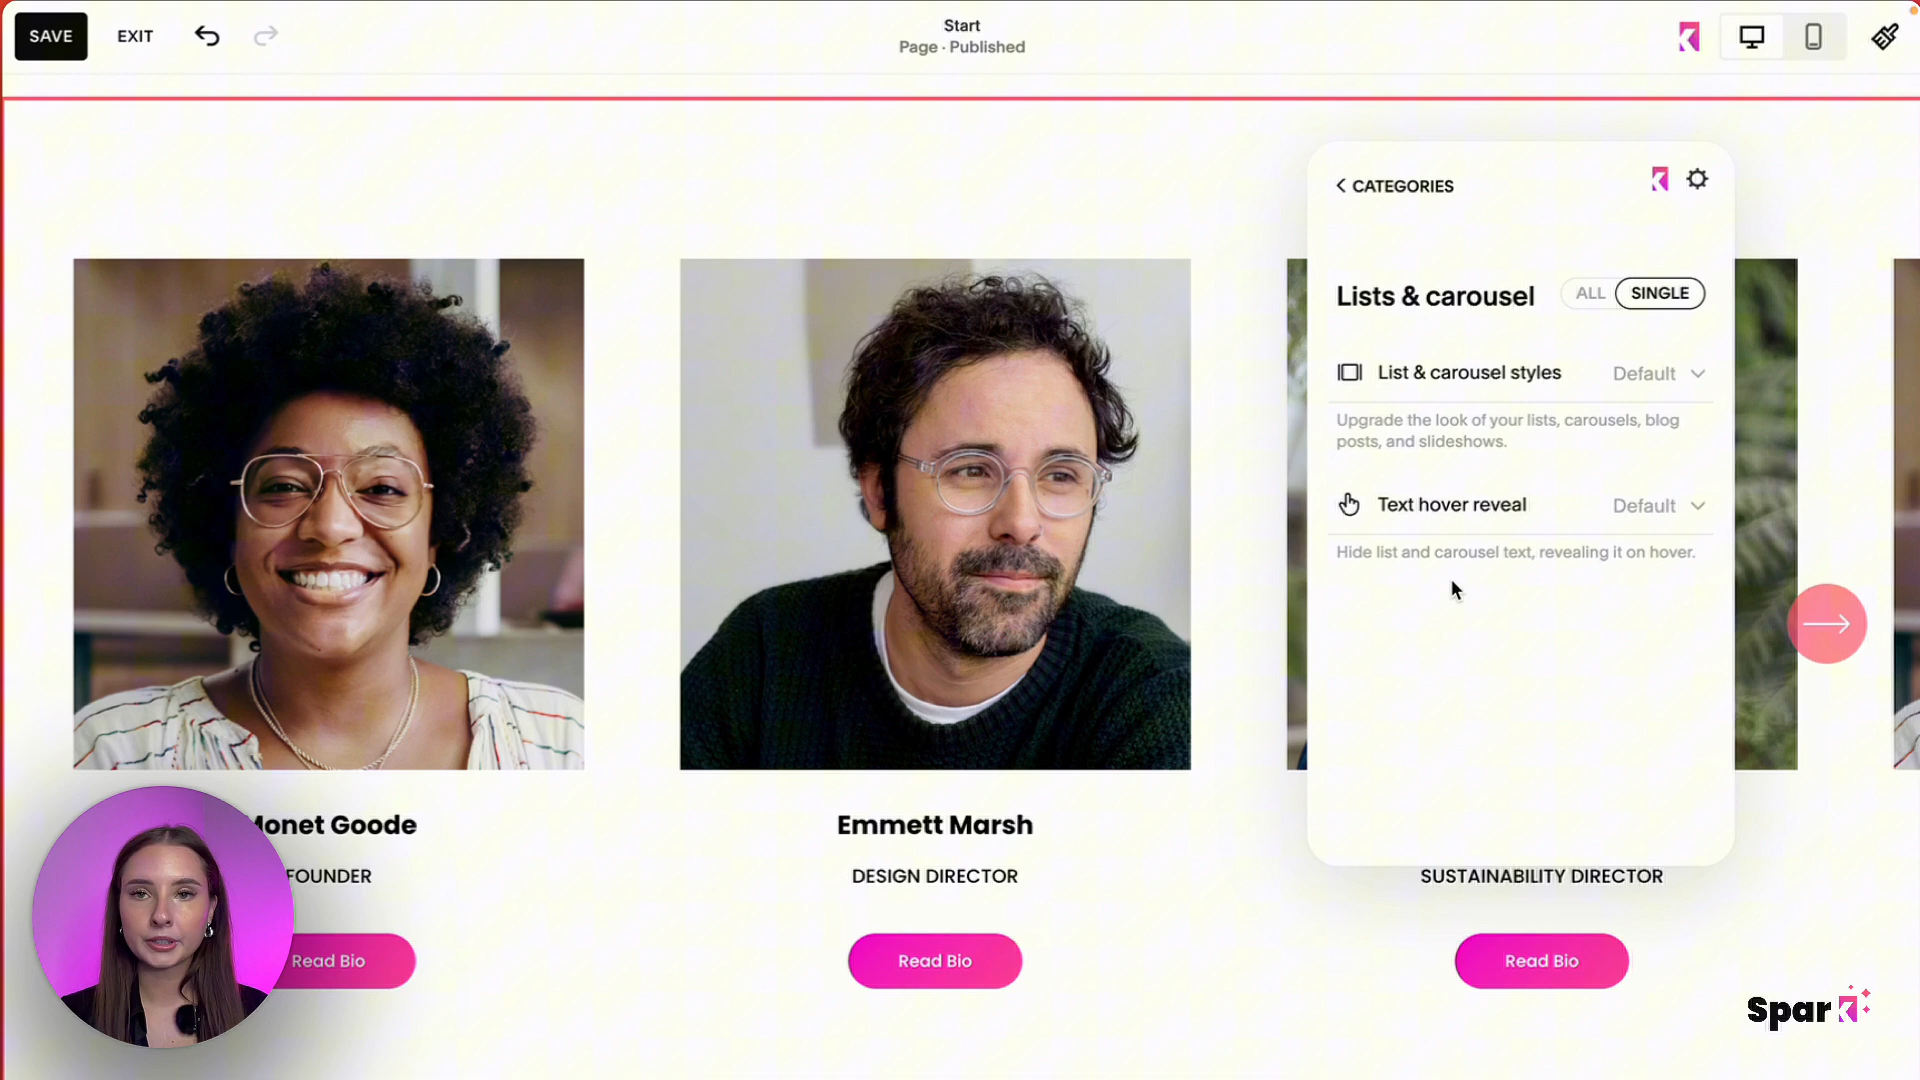 SAVE
EXIT
Start
Page · Published
CATEGORIES
Lists & carousel
ALL
SINGLE
List & carousel styles
Default
Upgrade the look of your lists, carousels, blog
posts, and slideshows.
Text hover reveal
Default
Hide list and carousel text, revealing it on hover.
Monet Goode
FOUNDER
Read Bio
Emmett Marsh
DESIGN DIRECTOR
Read Bio
SUSTAINABILITY DIRECTOR
Read Bio
Spark